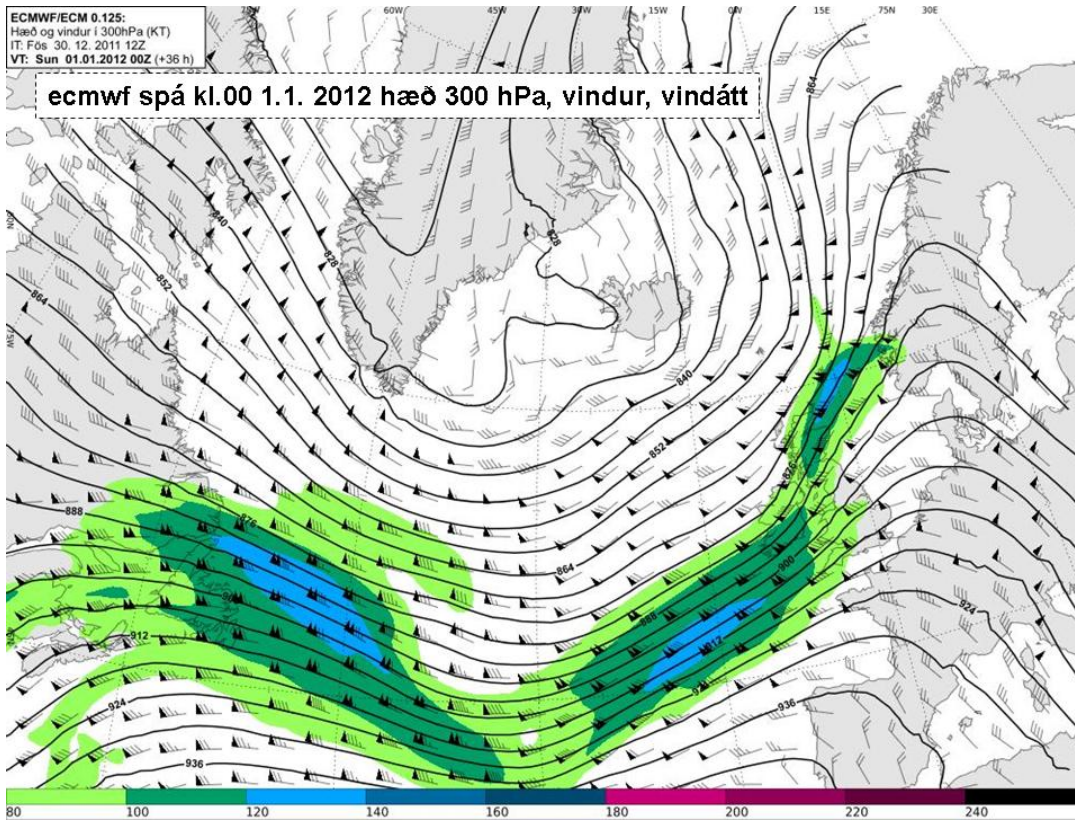 ECMWF/ECM 0.125:
Hæð og vindur í 300hPa (KT)
IT: Fös 30. 12. 2011 12Z
VT: Sun 01.01.2012 00Z (+36 h)
60W 45W 30W 15W 0W 15E 75N 30E
ecmwf spá kl.00 1.1. 2012 hæð 300 hPa, vindur, vindátt
864
840
828
828
852
864
840
852
876
888
876
864
900
888
912
912
924
924
936
936
80 100 120 140 160 180 200 220 240